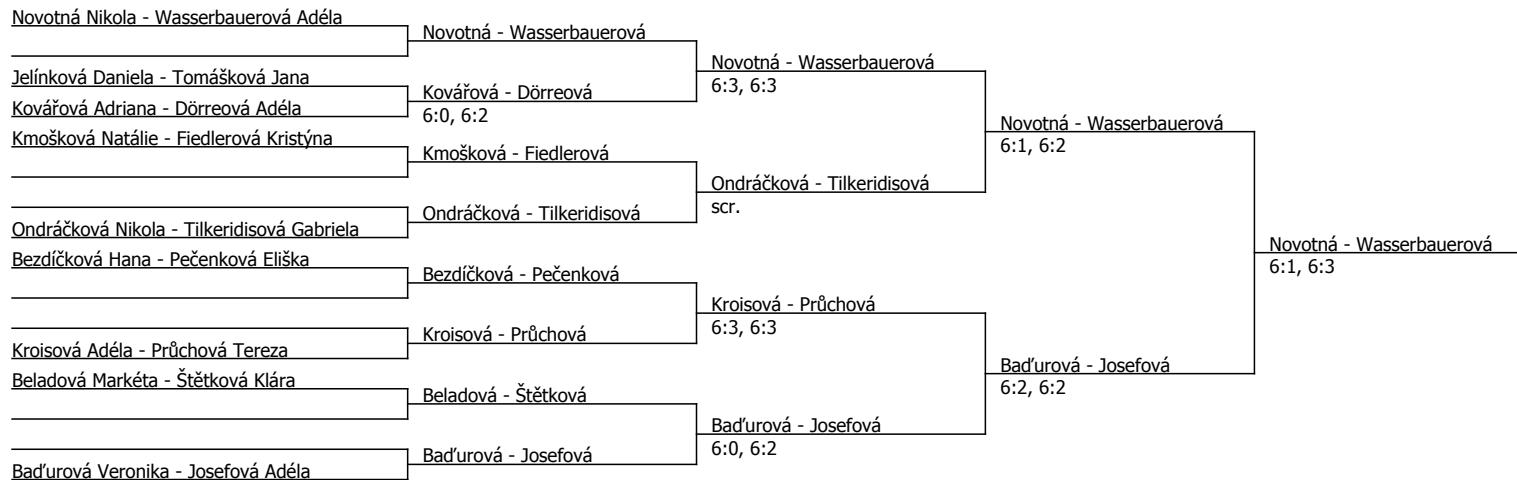 Novotná Nikola - Wasserbauerová Adéla
Jelínková Daniela - Tomášková Jana
Kovářová Adriana - Dörreová Adéla
Kmošková Natálie - Fiedlerová Kristýna
Ondráčková Nikola - Tilkeridisová Gabriela
Bezdíčková Hana - Pečenková Eliška
Kroisová Adéla - Průchová Tereza
Beladová Markéta - Štětková Klára
Baďurová Veronika - Josefová Adéla
Novotná - Wasserbauerová
Kovářová - Dörreová
6:0, 6:2
Kmošková - Fiedlerová
Ondráčková - Tilkeridisová
Bezdíčková - Pečenková
Kroisová - Průchová
Beladová - Štětková
Baďurová - Josefová
Novotná - Wasserbauerová
6:3, 6:3
Ondráčková - Tilkeridisová
scr.
Kroisová - Průchová
6:3, 6:3
Baďurová - Josefová
6:0, 6:2
Novotná - Wasserbauerová
6:1, 6:2
Baďurová - Josefová
6:2, 6:2
Novotná - Wasserbauerová
6:1, 6:3